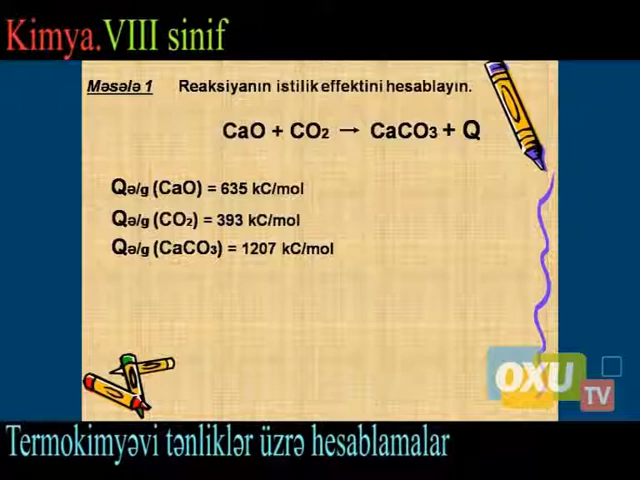 Kimya.VIII sinif
Məsələ 1 Reaksiyanın istilik effektini hesablayın.
CaO + CO₂ → CaCO₃ + Q
Qə/g (CaO) = 635 kC/mol
Qə/g (CO₂) = 393 kC/mol
Qə/g (CaCO₃) = 1207 kC/mol
OXU
TV
Termokimyəvi tənliklər üzrə hesablamalar